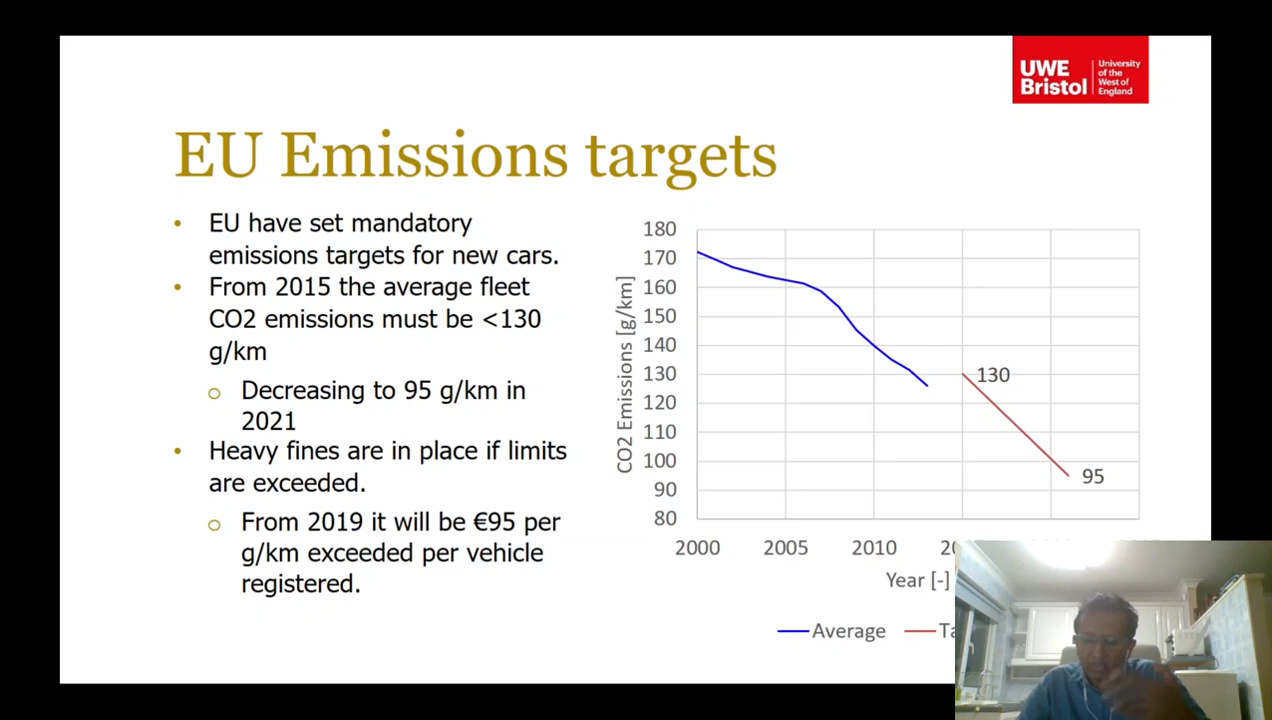 UWE
Bristol
University
of the
West of
England
EU Emissions targets
• EU have set mandatory
emissions targets for new cars.
• From 2015 the average fleet
CO2 emissions must be <130
g/km
o Decreasing to 95 g/km in
2021
• Heavy fines are in place if limits
are exceeded.
o From 2019 it will be €95 per
g/km exceeded per vehicle
registered.
CO2 Emissions [g/km]
180
170
160
150
140
130
120
110
100
90
80
130
95
2000 2005 2010
Year [-]
Average